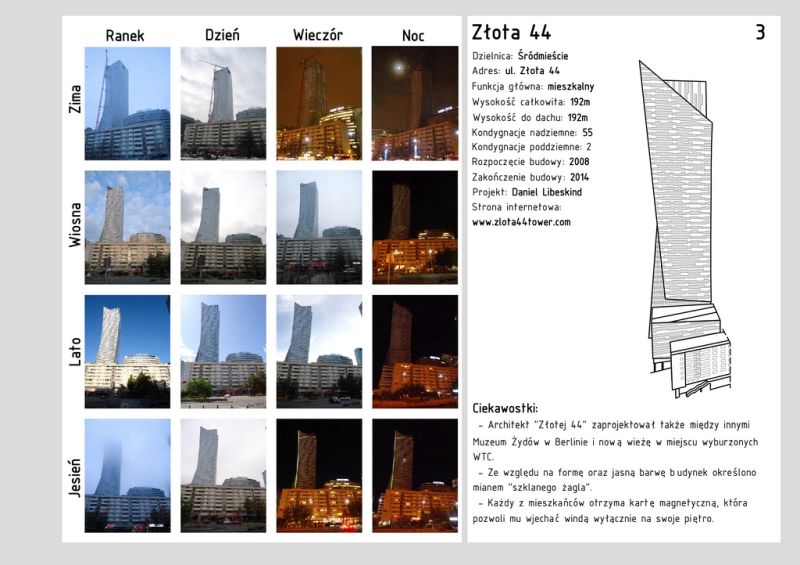 Ranek Dzień Wieczór Noc
Zima
Wiosna
Lato
Jesień
Złota 44 3
Dzielnica: Śródmieście
Adres: ul. Złota 44
Funkcja główna: mieszkalny
Wysokość całkowita: 192m
Wysokość do dachu: 192m
Kondygnacje nadziemne: 55
Kondygnacje poddziemne: 2
Rozpoczęcie budowy: 2008
Zakończenie budowy: 2014
Projekt: Daniel Libeskind
Strona internetowa:
www.zlota44tower.com
Ciekawostki:
- Architekt "Złotej 44" zaprojektował także między innymi
Muzeum Żydów w Berlinie i nową wieżę w miejscu wyburzonych
WTC.
- Ze względu na formę oraz jasną barwę budynek określono
mianem "szklanego żagla".
- Każdy z mieszkańców otrzyma kartę magnetyczną, która
pozwoli mu wjechać windą wyłącznie na swoje piętro.